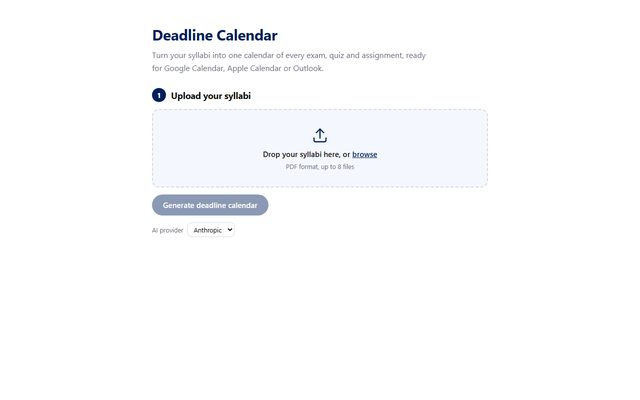 Deadline Calendar
Turn your syllabi into one calendar of every exam, quiz and assignment, ready
for Google Calendar, Apple Calendar or Outlook.
1 Upload your syllabi
Drop your syllabi here, or browse
PDF format, up to 8 files
Generate deadline calendar
AI provider Anthropic